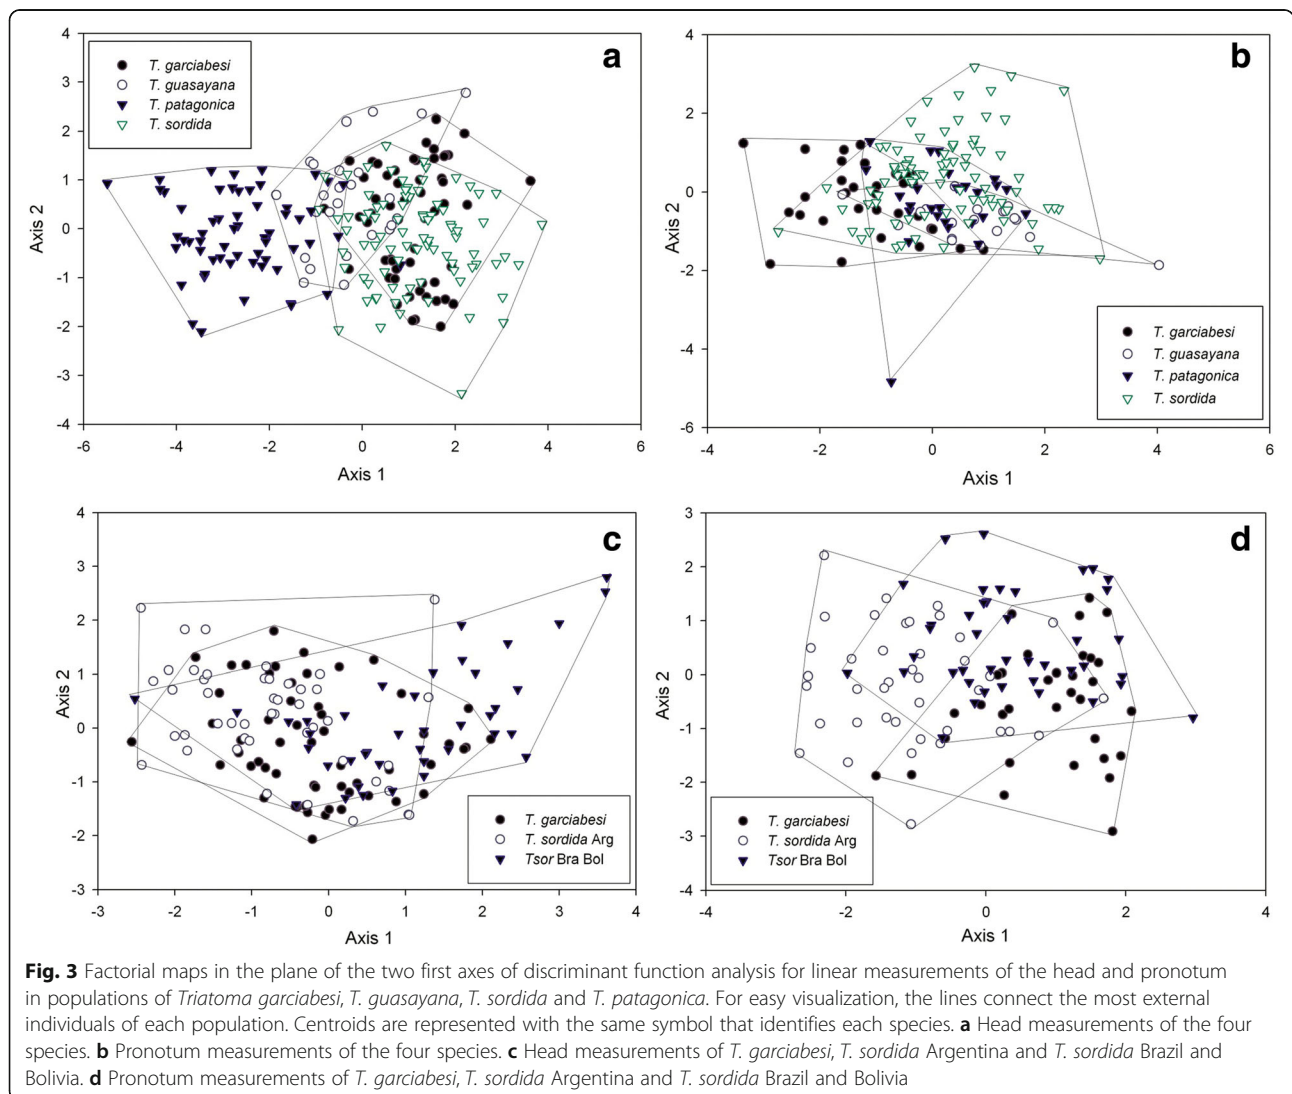 a
T. garciabesi
T. guasayana
T. patagonica
T. sordida
4
3
2
1
0
-1
-2
-3
-4
Axis 2
-6 -4 -2 0 2 4 6
Axis 1
b
4
2
0
-2
-4
-6
Axis 2
T. garciabesi
T. guasayana
T. patagonica
T. sordida
-4 -2 0 2 4 6
Axis 1
c
4
3
2
1
0
-1
-2
-3
Axis 2
T. garciabesi
T. sordida Arg
Tsor Bra Bol
-3 -2 -1 0 1 2 3 4
Axis 1
d
3
2
1
0
-1
-2
-3
-4
Axis 2
T. garciabesi
T. sordida Arg
Tsor Bra Bol
-4 -2 0 2 4
Axis 1
Fig. 3 Factorial maps in the plane of the two first axes of discriminant function analysis for linear measurements of the head and pronotum
in populations of Triatoma garciabesi, T. guasayana, T. sordida and T. patagonica. For easy visualization, the lines connect the most external
individuals of each population. Centroids are represented with the same symbol that identifies each species. a Head measurements of the four
species. b Pronotum measurements of the four species. c Head measurements of T. garciabesi, T. sordida Argentina and T. sordida Brazil and
Bolivia. d Pronotum measurements of T. garciabesi, T. sordida Argentina and T. sordida Brazil and Bolivia